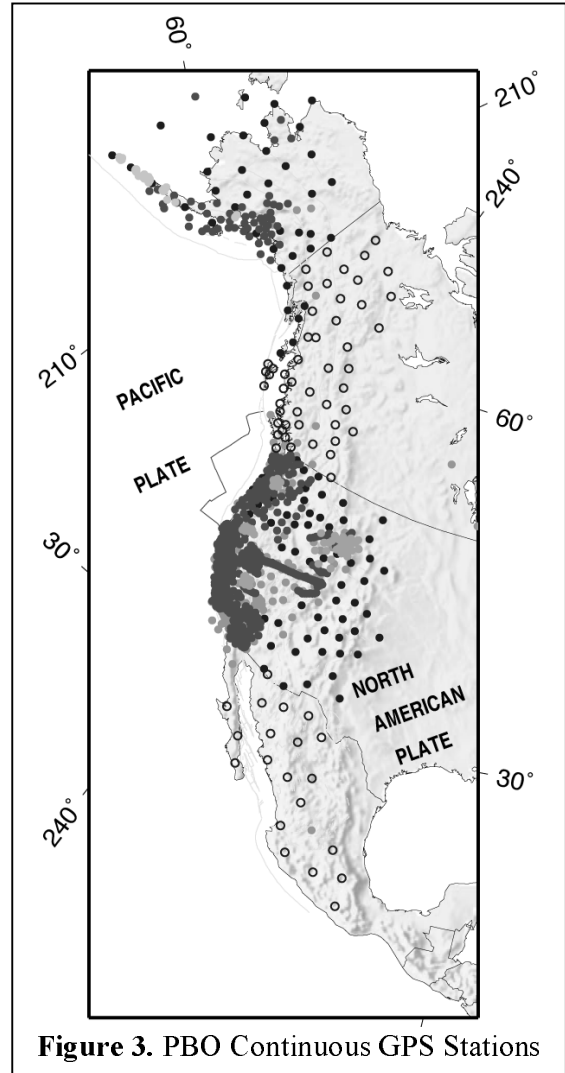 60°
210°
240°
210°
PACIFIC
PLATE
60°
30°
NORTH
AMERICAN
PLATE
30°
240°
Figure 3. PBO Continuous GPS Stations